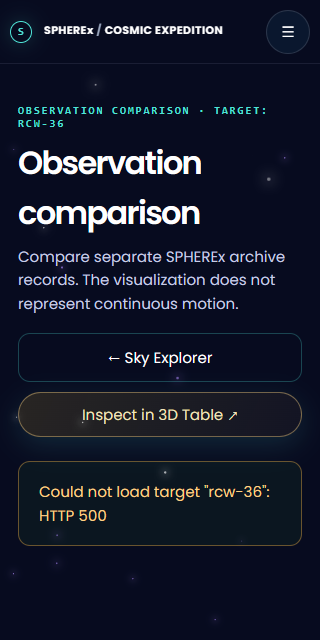 S SPHEREx / COSMIC EXPEDITION ☰
OBSERVATION COMPARISON · TARGET:
RCW-36
Observation
comparison
Compare separate SPHEREx archive
records. The visualization does not
represent continuous motion.
← Sky Explorer
Inspect in 3D Table ↗
Could not load target "rcw-36":
HTTP 500